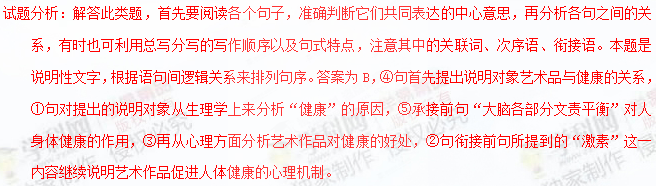 试题分析：解答此类题，首先要阅读各个句子，准确判断它们共同表达的中心意思，再分析各句之间的关
系，有时也可利用总写分写的写作顺序以及句式特点，注意其中的关联词、次序语、衔接语。本题是
说明性文字，根据语句间逻辑关系来排列句序。答案为 B，④句首先提出说明对象艺术品与健康的关系，
①句对提出的说明对象从生理学上来分析“健康”的原因，⑤承接前句“大脑各部分文责平衡”对人
身体健康的作用，③再从心理方面分析艺术作品对健康的好处，②句衔接前句所提到的“激素”这一
内容继续说明艺术作品促进人体健康的心理机制。